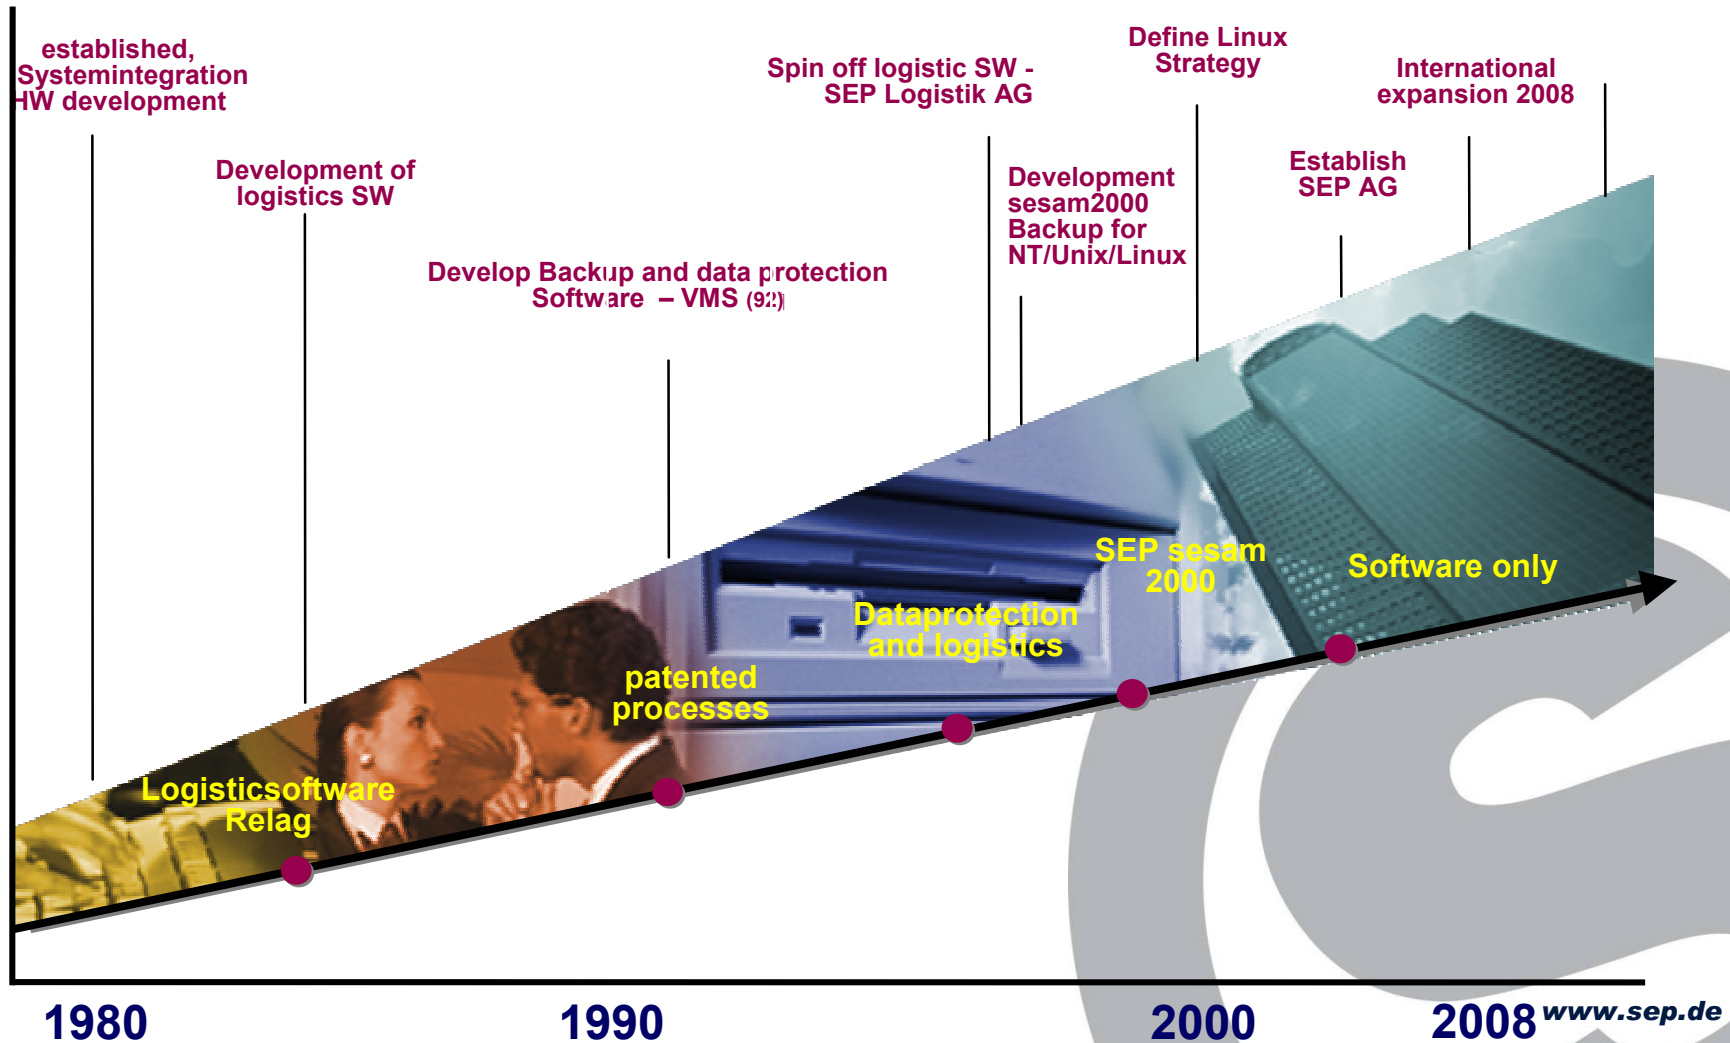 established,
Systemintegration
HW development
Development of
logistics SW
Develop Backup and data protection
Software – VMS (92)
Spin off logistic SW -
SEP Logistik AG
Development
sesam2000
Backup for
NT/Unix/Linux
Define Linux
Strategy
Establish
SEP AG
International
expansion 2008
Logisticsoftware
Relag
patented
processes
Dataprotection
and logistics
SEP sesam
2000
Software only
1980
1990
2000
2008
www.sep.de